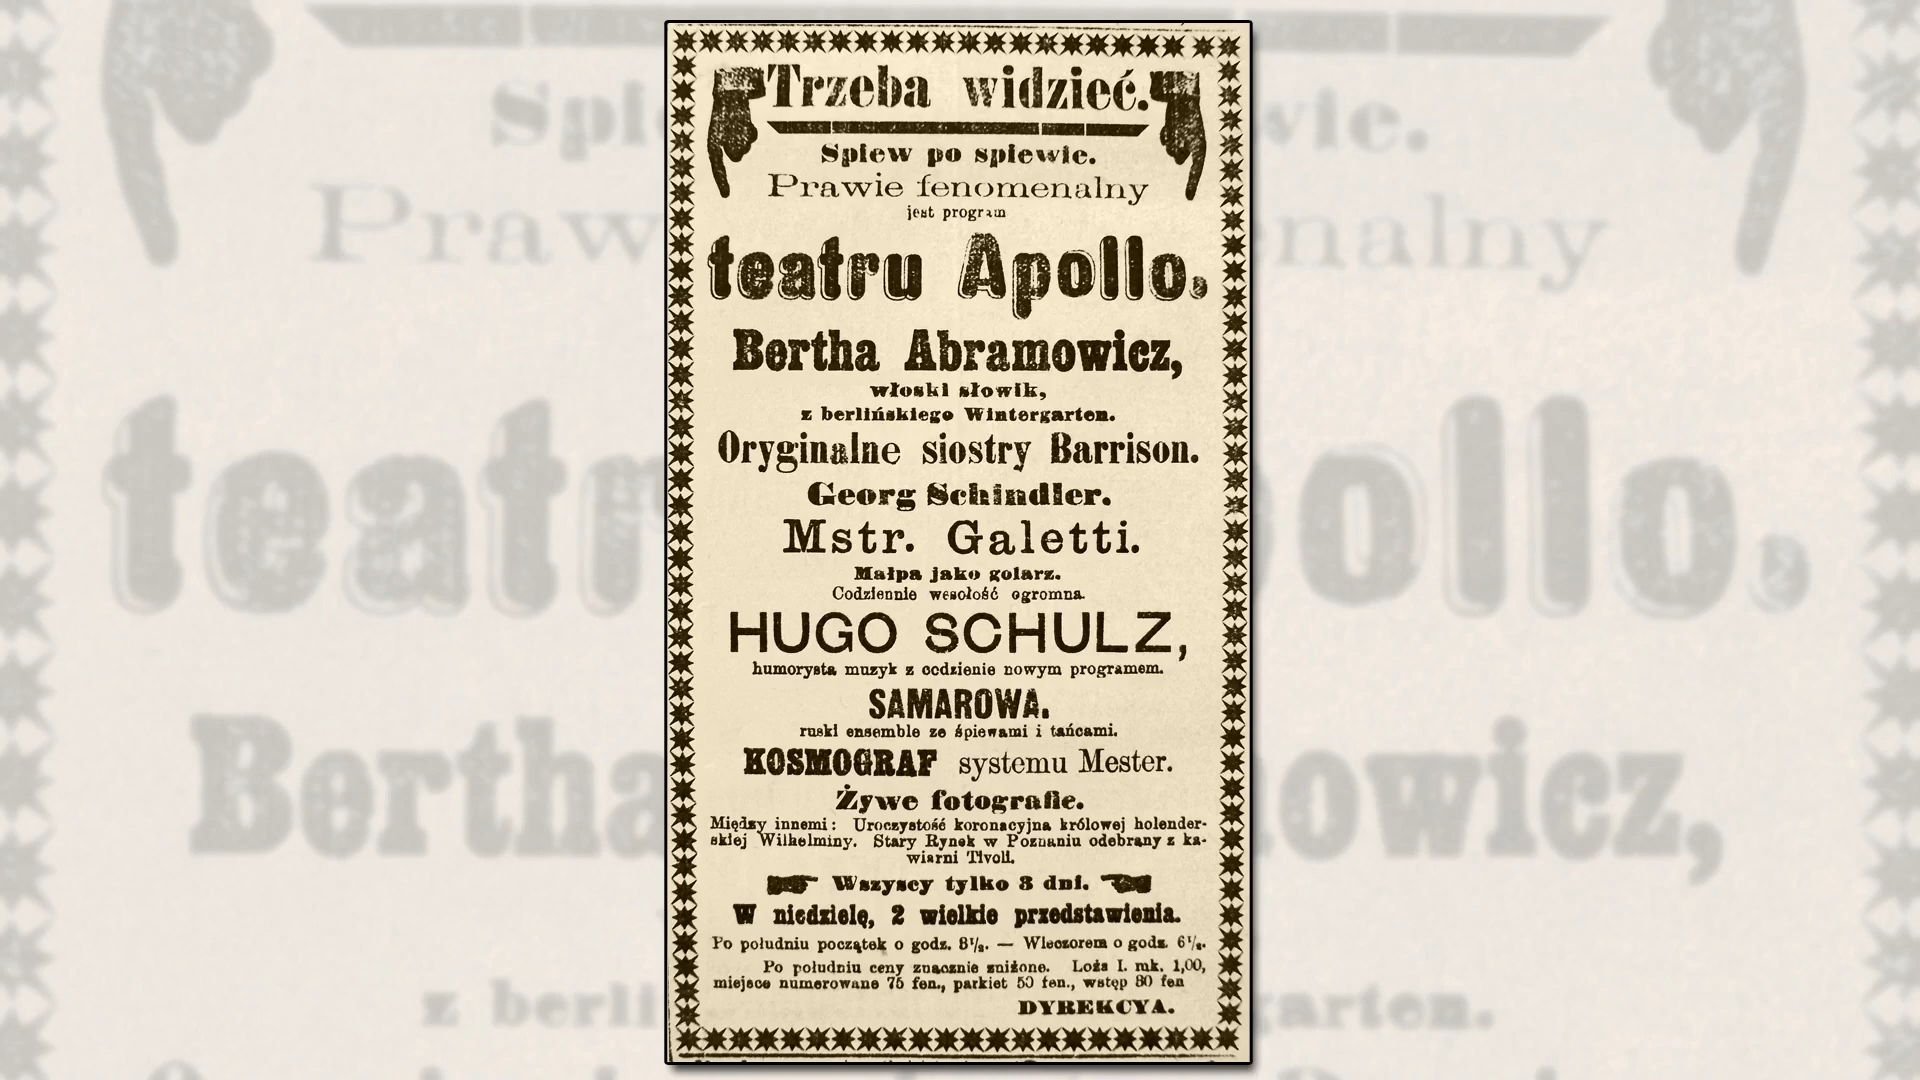 Trzeba widzieć.
Spiew po spiewie.
Prawie fenomenalny
jest program
teatru Apollo.
Bertha Abramowicz,
włoski słowik,
z berlińskiego Wintergarten.
Oryginalne siostry Barrison.
Georg Schindler.
Mstr. Galetti.
Małpa jako golarz.
Codziennie wesołość ogromna.
HUGO SCHULZ,
humorysta muzyk z codzienie nowym programem.
SAMAROWA.
ruski ensemble ze śpiewami i tańcami.
KOSMOGRAF systemu Mester.
Żywe fotografie.
Między innemi: Uroczystość koronacyjna królowej holender-
skiej Wilhelminy. Stary Rynek w Poznaniu odebrany z ka-
wiarni Tivoli.
Wszyscy tylko 3 dni.
W niedzielę, 2 wielkie przedstawienia.
Po południu początek o godz. 3½. — Wieczorem o godz. 6½.
Po południu ceny znacznie zniżone. Loża I. mk. 1,00,
miejsce numerowane 75 fen., parkiet 50 fen., wstęp 30 fen
DYREKCYA.